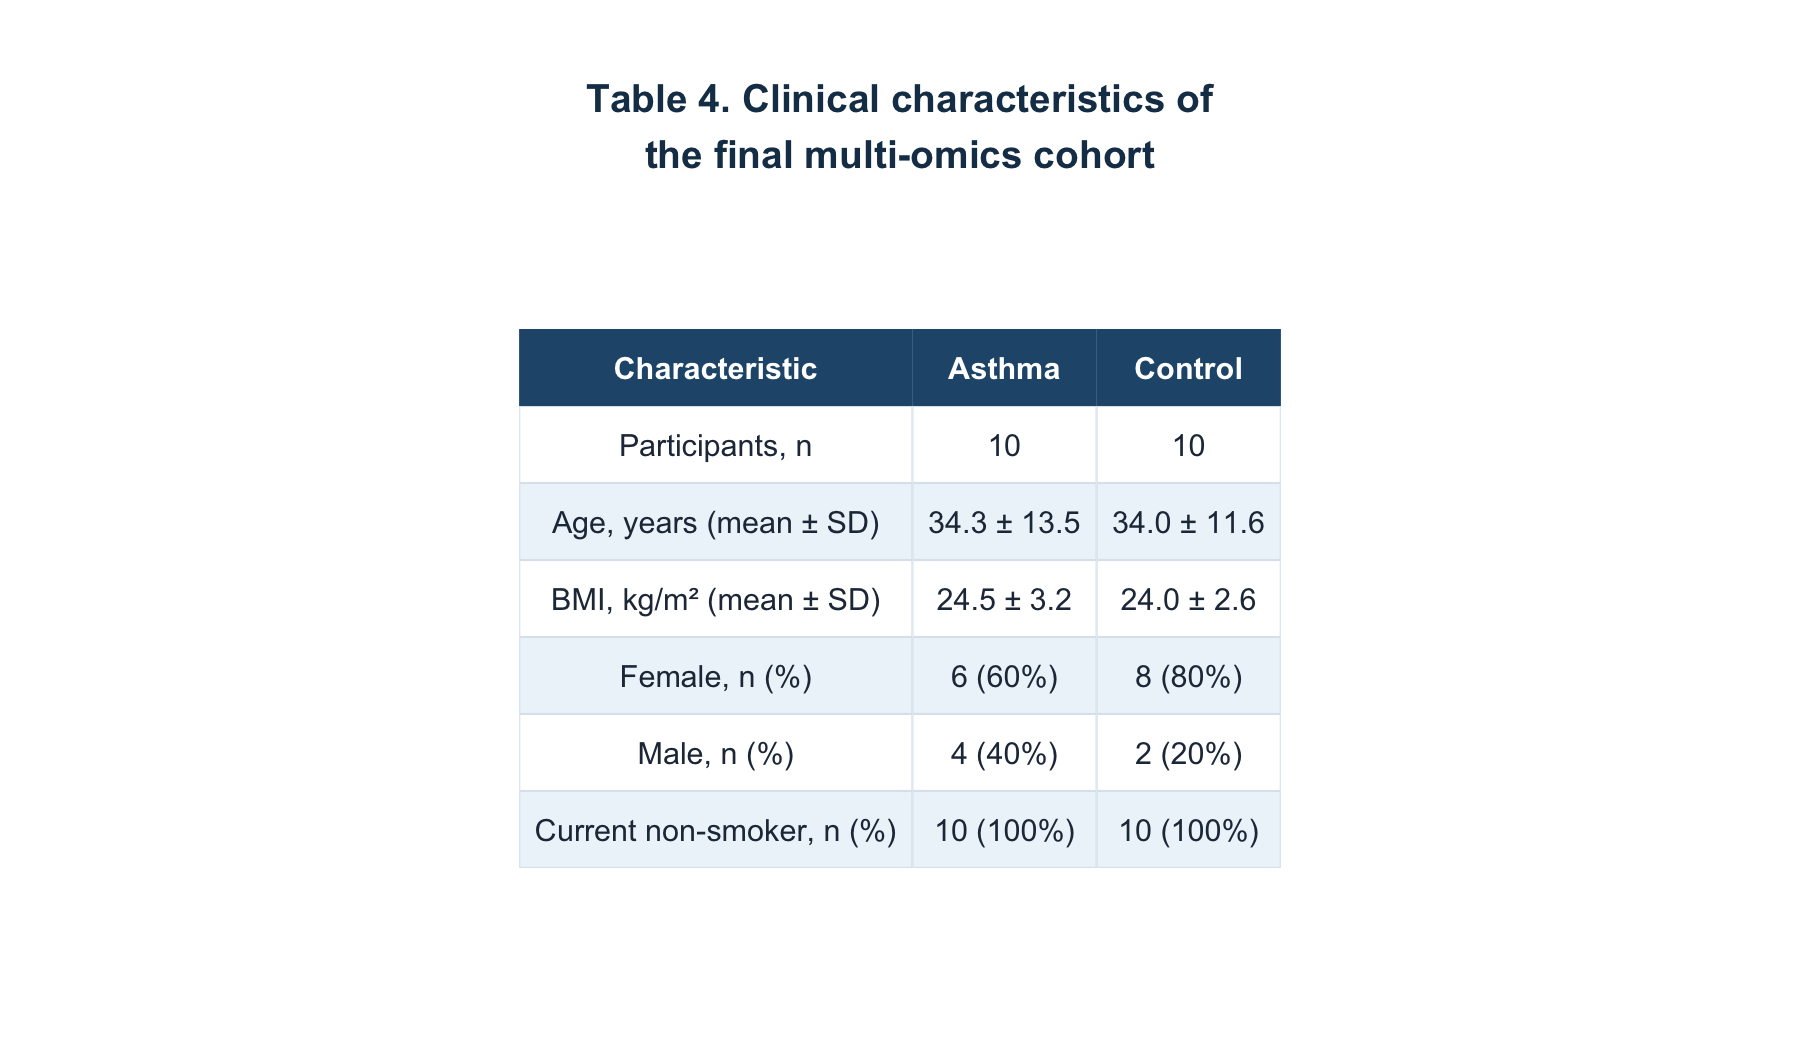 Table 4. Clinical characteristics of
the final multi-omics cohort
Characteristic Asthma Control
Participants, n 10 10
Age, years (mean ± SD) 34.3 ± 13.5 34.0 ± 11.6
BMI, kg/m² (mean ± SD) 24.5 ± 3.2 24.0 ± 2.6
Female, n (%) 6 (60%) 8 (80%)
Male, n (%) 4 (40%) 2 (20%)
Current non-smoker, n (%) 10 (100%) 10 (100%)